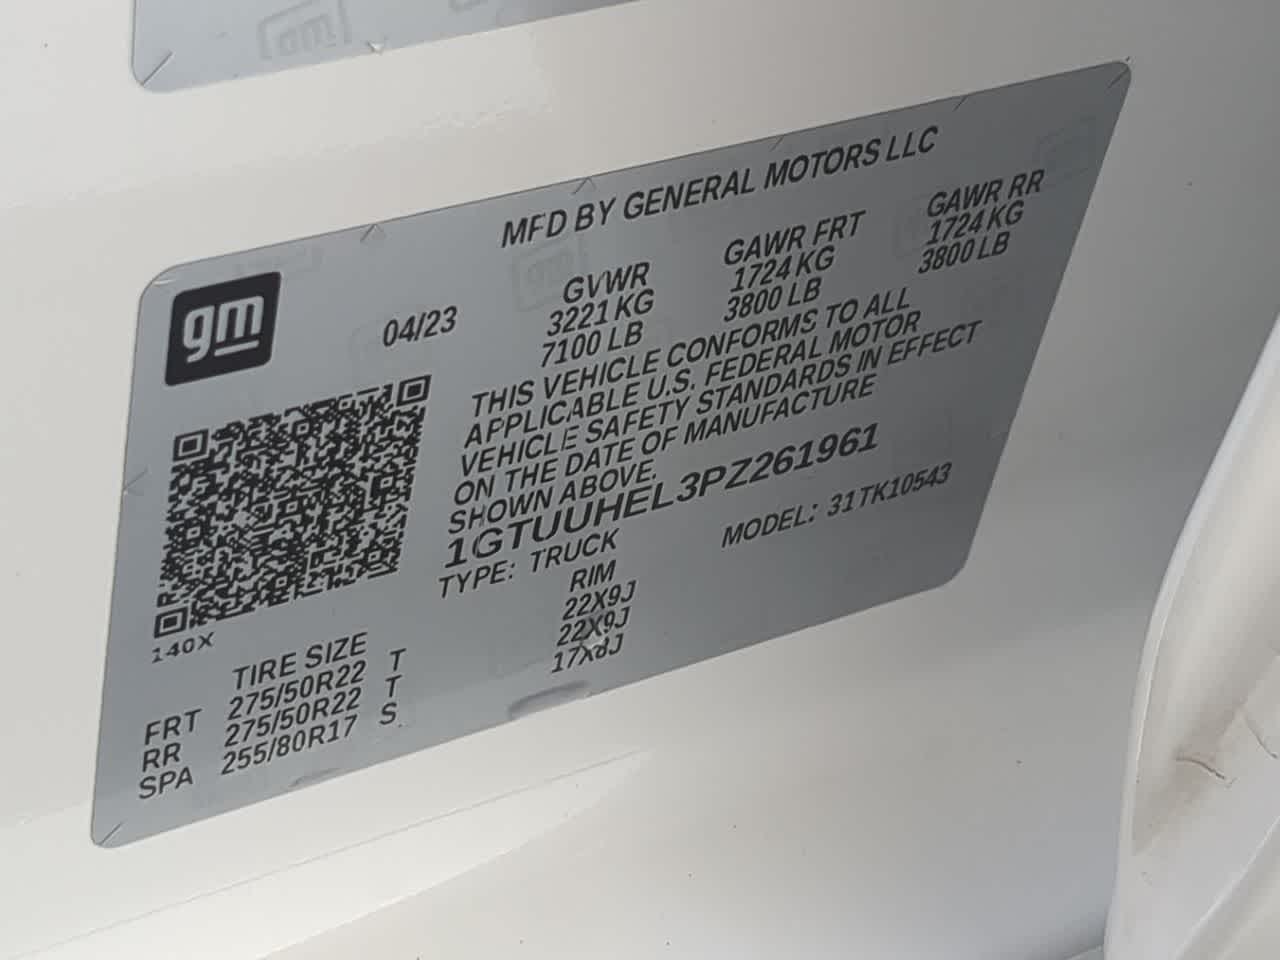 gm
MFD BY GENERAL MOTORS LLC
04/23
GVWR GAWR FRT GAWR RR
3221 KG 1724 KG 1724 KG
7100 LB 3800 LB 3800 LB
THIS VEHICLE CONFORMS TO ALL
APPLICABLE U.S. FEDERAL MOTOR
VEHICLE SAFETY STANDARDS IN EFFECT
ON THE DATE OF MANUFACTURE
SHOWN ABOVE.
1GTUUHEL3PZ261961
TYPE: TRUCK MODEL: 31TK10543
140X
TIRE SIZE RIM
FRT 275/50R22 T 22X9J
RR 275/50R22 T 22X9J
SPA 255/80R17 S 17X8J